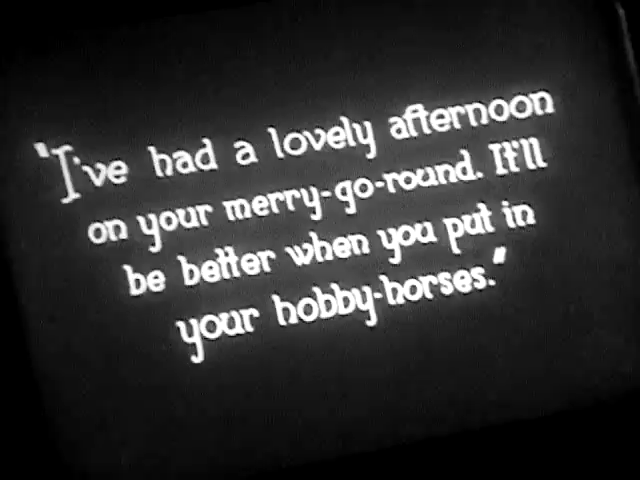 "I've had a lovely afternoon
on your merry-go-round. It'll
be better when you put in
your hobby-horses."